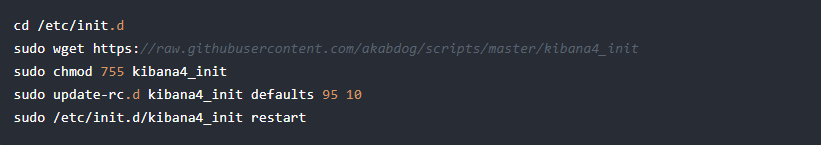 cd /etc/init.d
sudo wget https://raw.githubusercontent.com/akabdog/scripts/master/kibana4_init
sudo chmod 755 kibana4_init
sudo update-rc.d kibana4_init defaults 95 10
sudo /etc/init.d/kibana4_init restart